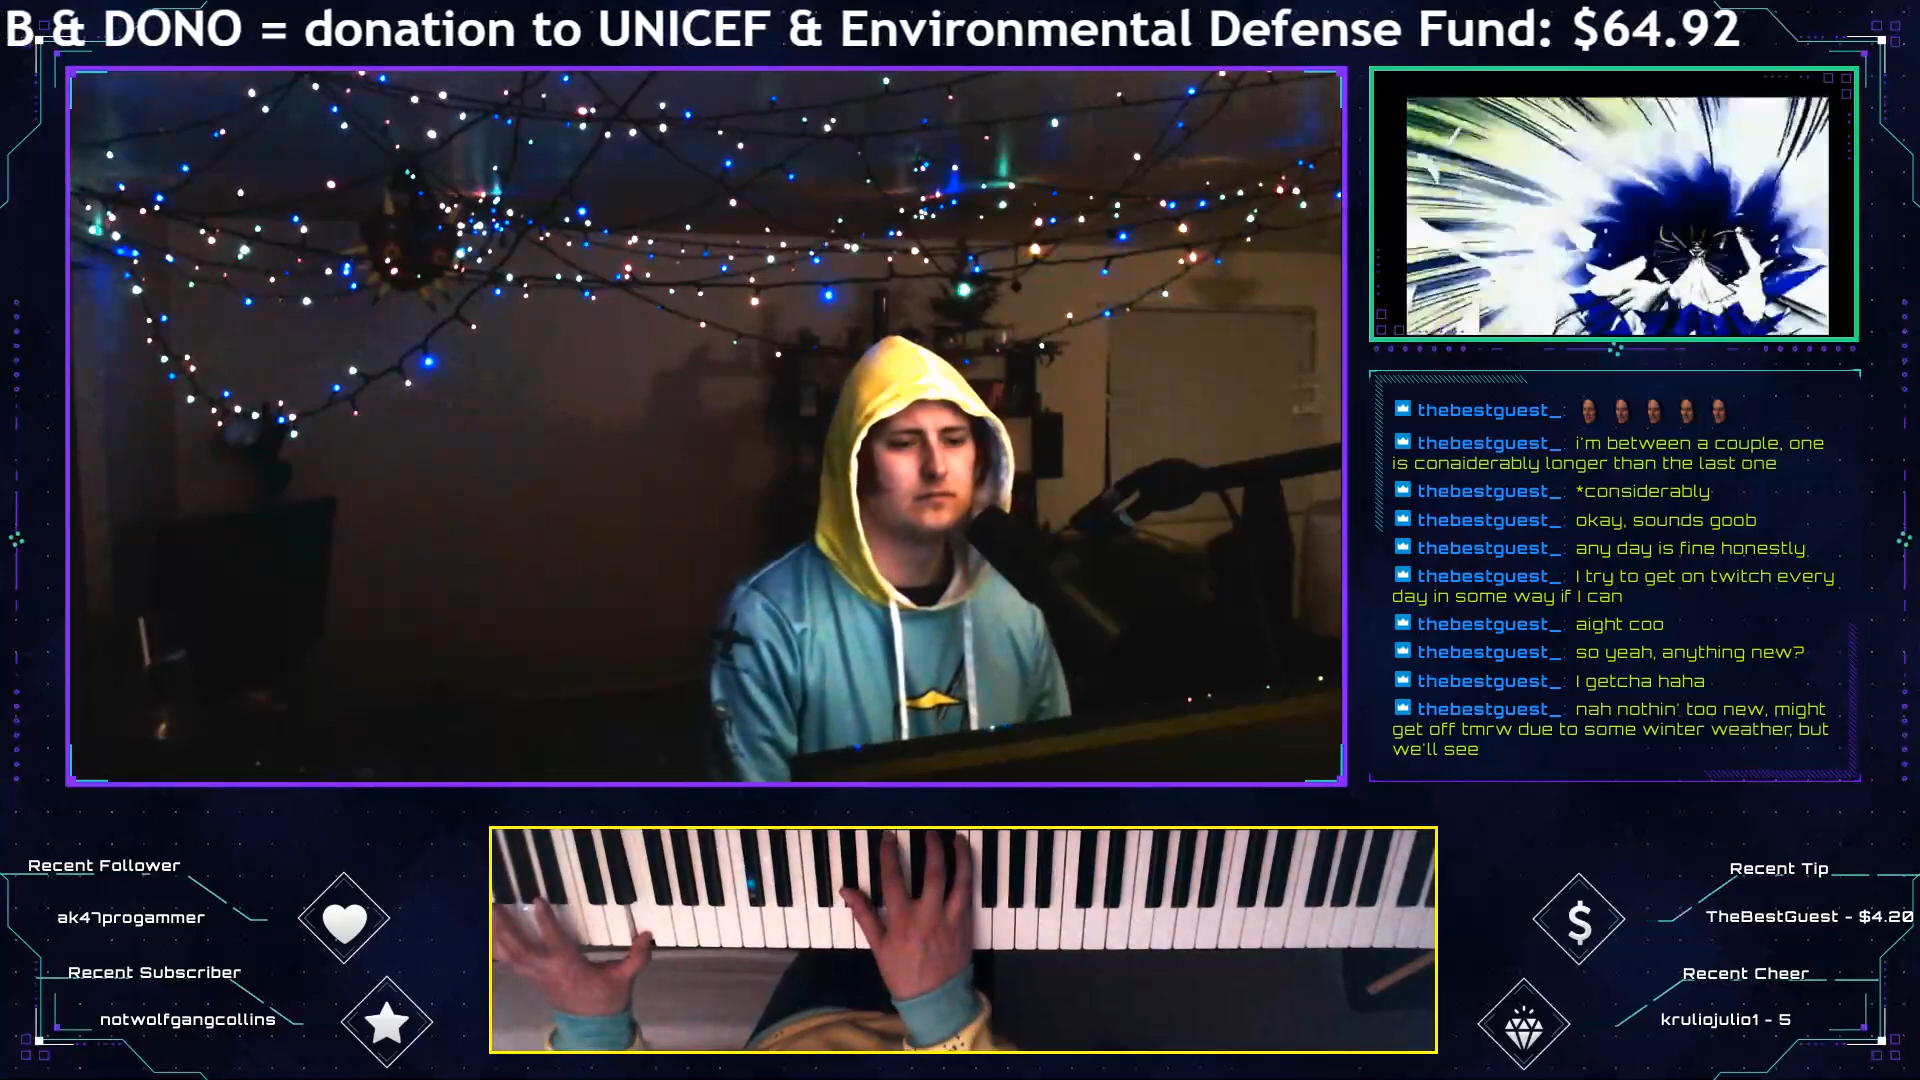 B & DONO = donation to UNICEF & Environmental Defense Fund: $64.92
thebestguest_:
thebestguest_: i'm between a couple, one
is conaiderably longer than the last one
thebestguest_: *considerably
thebestguest_: okay, sounds goob
thebestguest_: any day is fine honestly
thebestguest_: I try to get on twitch every
day in some way if I can
thebestguest_: aight coo
thebestguest_: so yeah, anything new?
thebestguest_: I getcha haha
thebestguest_: nah nothin' too new, might
get off tmrw due to some winter weather, but
we'll see
Recent Follower
ak47progammer
Recent Subscriber
notwolfgangcollins
Recent Tip
TheBestGuest - $4.20
Recent Cheer
kruliojulio1 - 5